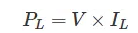 P_L = V × I_L